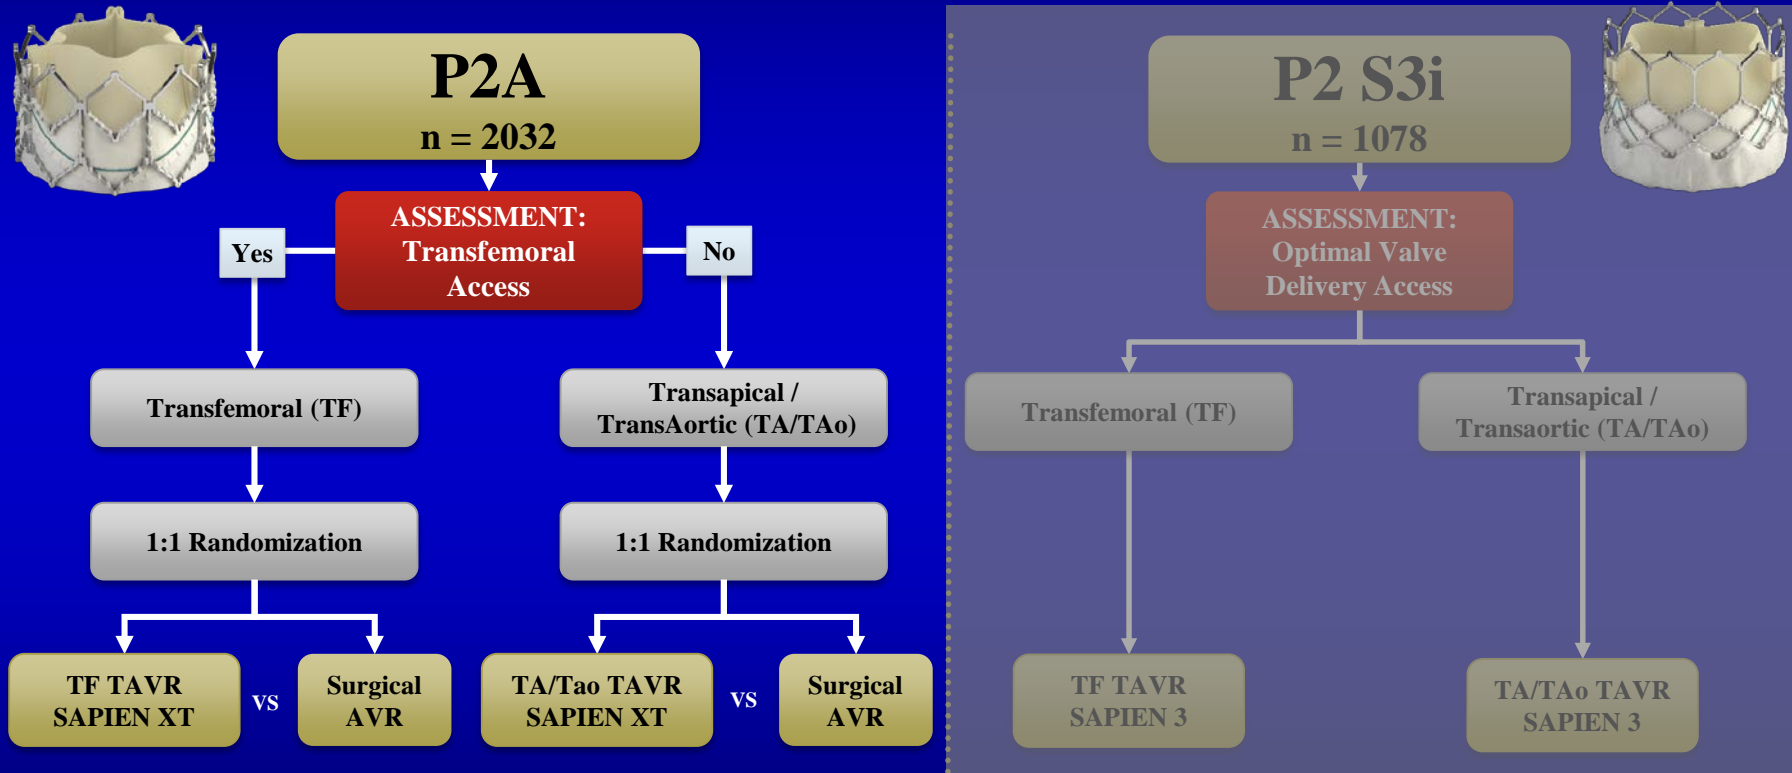 P2A
n = 2032
ASSESSMENT:
Transfemoral
Access
Yes
No
Transfemoral (TF)
Transapical /
TransAortic (TA/TAo)
1:1 Randomization
1:1 Randomization
TF TAVR
SAPIEN XT
VS
Surgical
AVR
TA/Tao TAVR
SAPIEN XT
VS
Surgical
AVR
P2 S3i
n = 1078
ASSESSMENT:
Optimal Valve
Delivery Access
Transfemoral (TF)
Transapical /
Transaortic (TA/TAo)
TF TAVR
SAPIEN 3
TA/TAo TAVR
SAPIEN 3